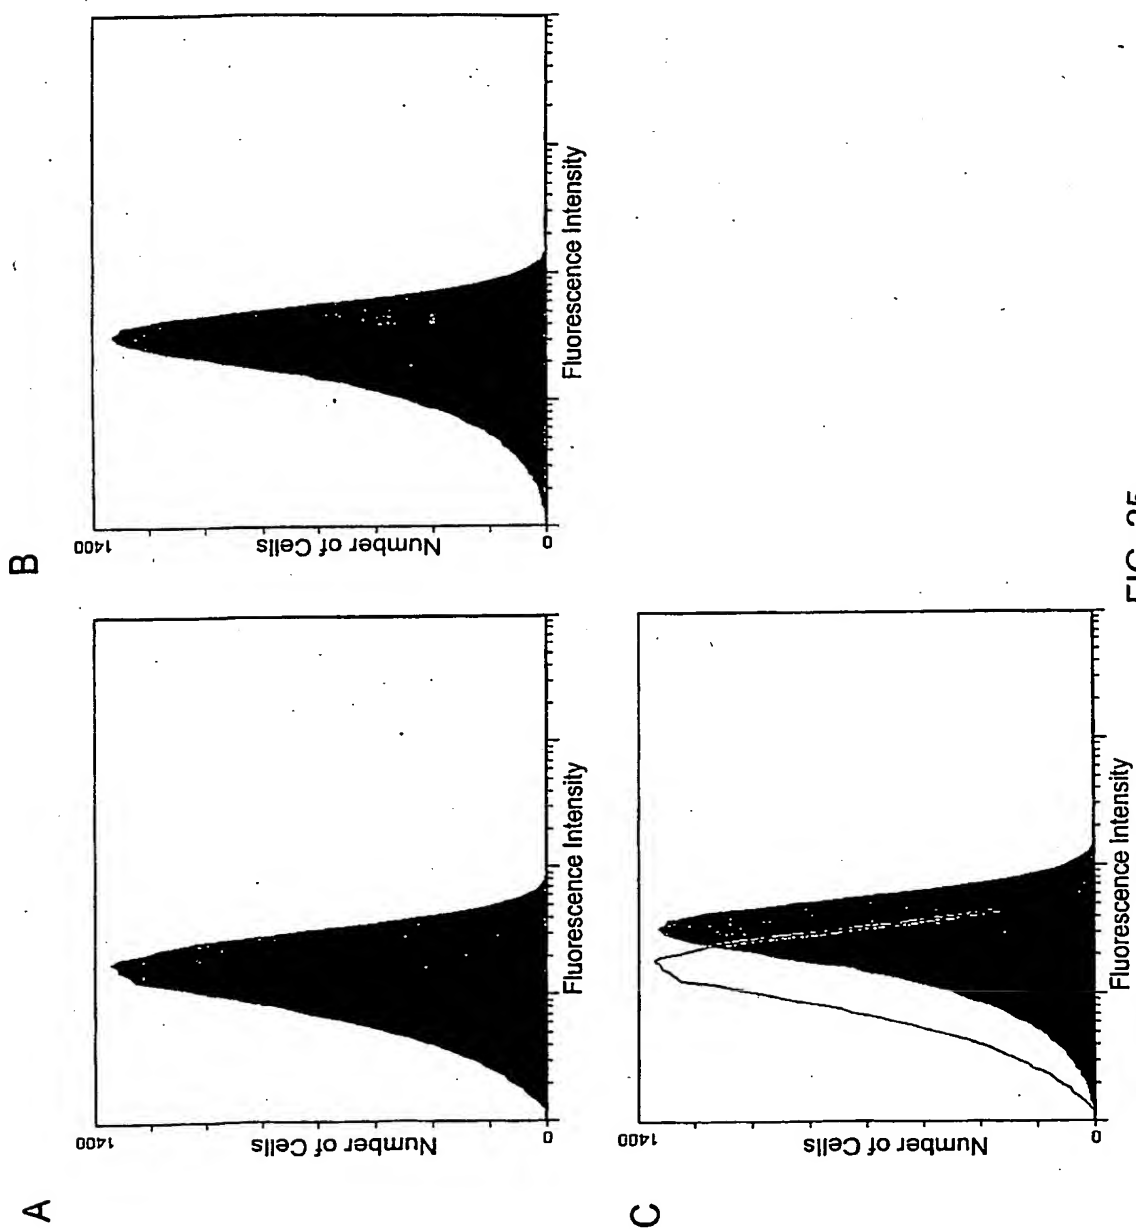 A
1400
Number of Cells
0
Fluorescence Intensity
B
1400
Number of Cells
0
Fluorescence Intensity
C
1400
Number of Cells
0
Fluorescence Intensity
FIG